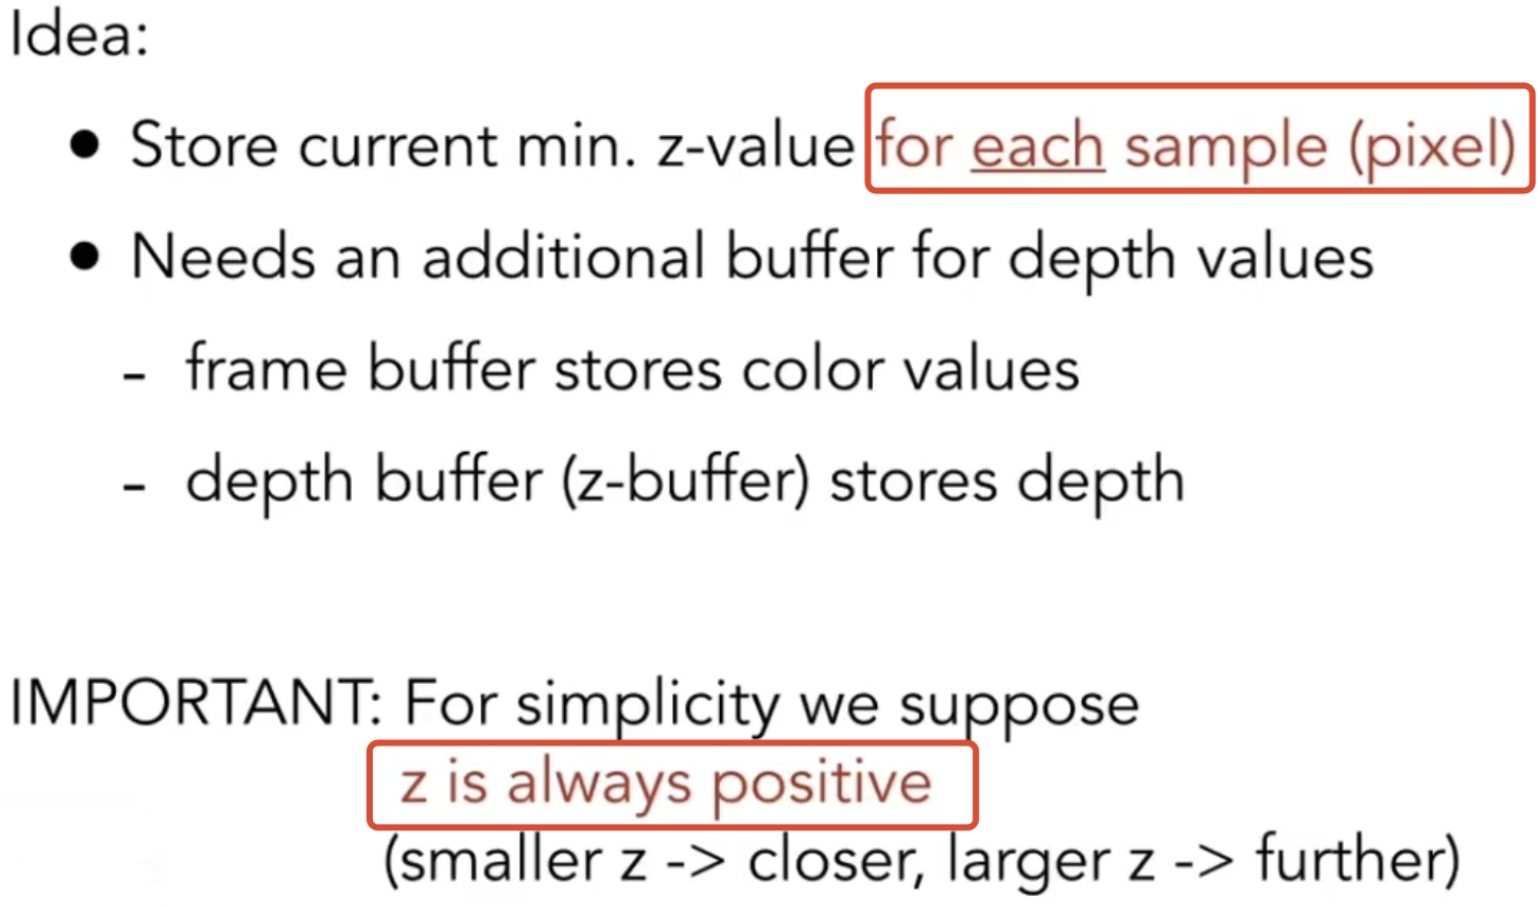 Idea:
● Store current min. z-value for each sample (pixel)
● Needs an additional buffer for depth values
- frame buffer stores color values
- depth buffer (z-buffer) stores depth
IMPORTANT: For simplicity we suppose
z is always positive
(smaller z -> closer, larger z -> further)